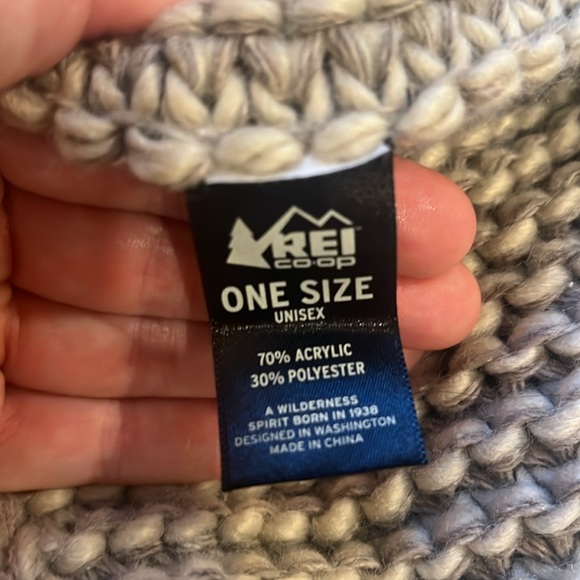 REI
co·op
ONE SIZE
UNISEX
70% ACRYLIC
30% POLYESTER
A WILDERNESS
SPIRIT BORN IN 1938
DESIGNED IN WASHINGTON
MADE IN CHINA